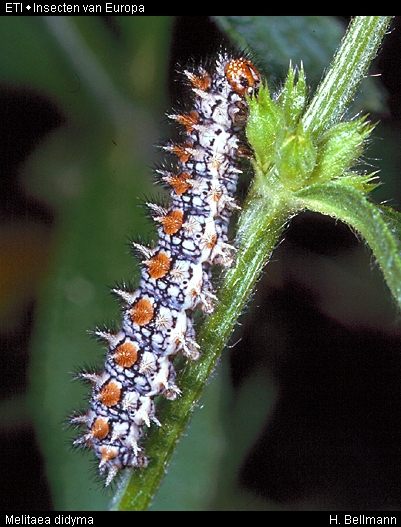 ETI♦Insecten van Europa
Melitaea didyma
H. Bellmann